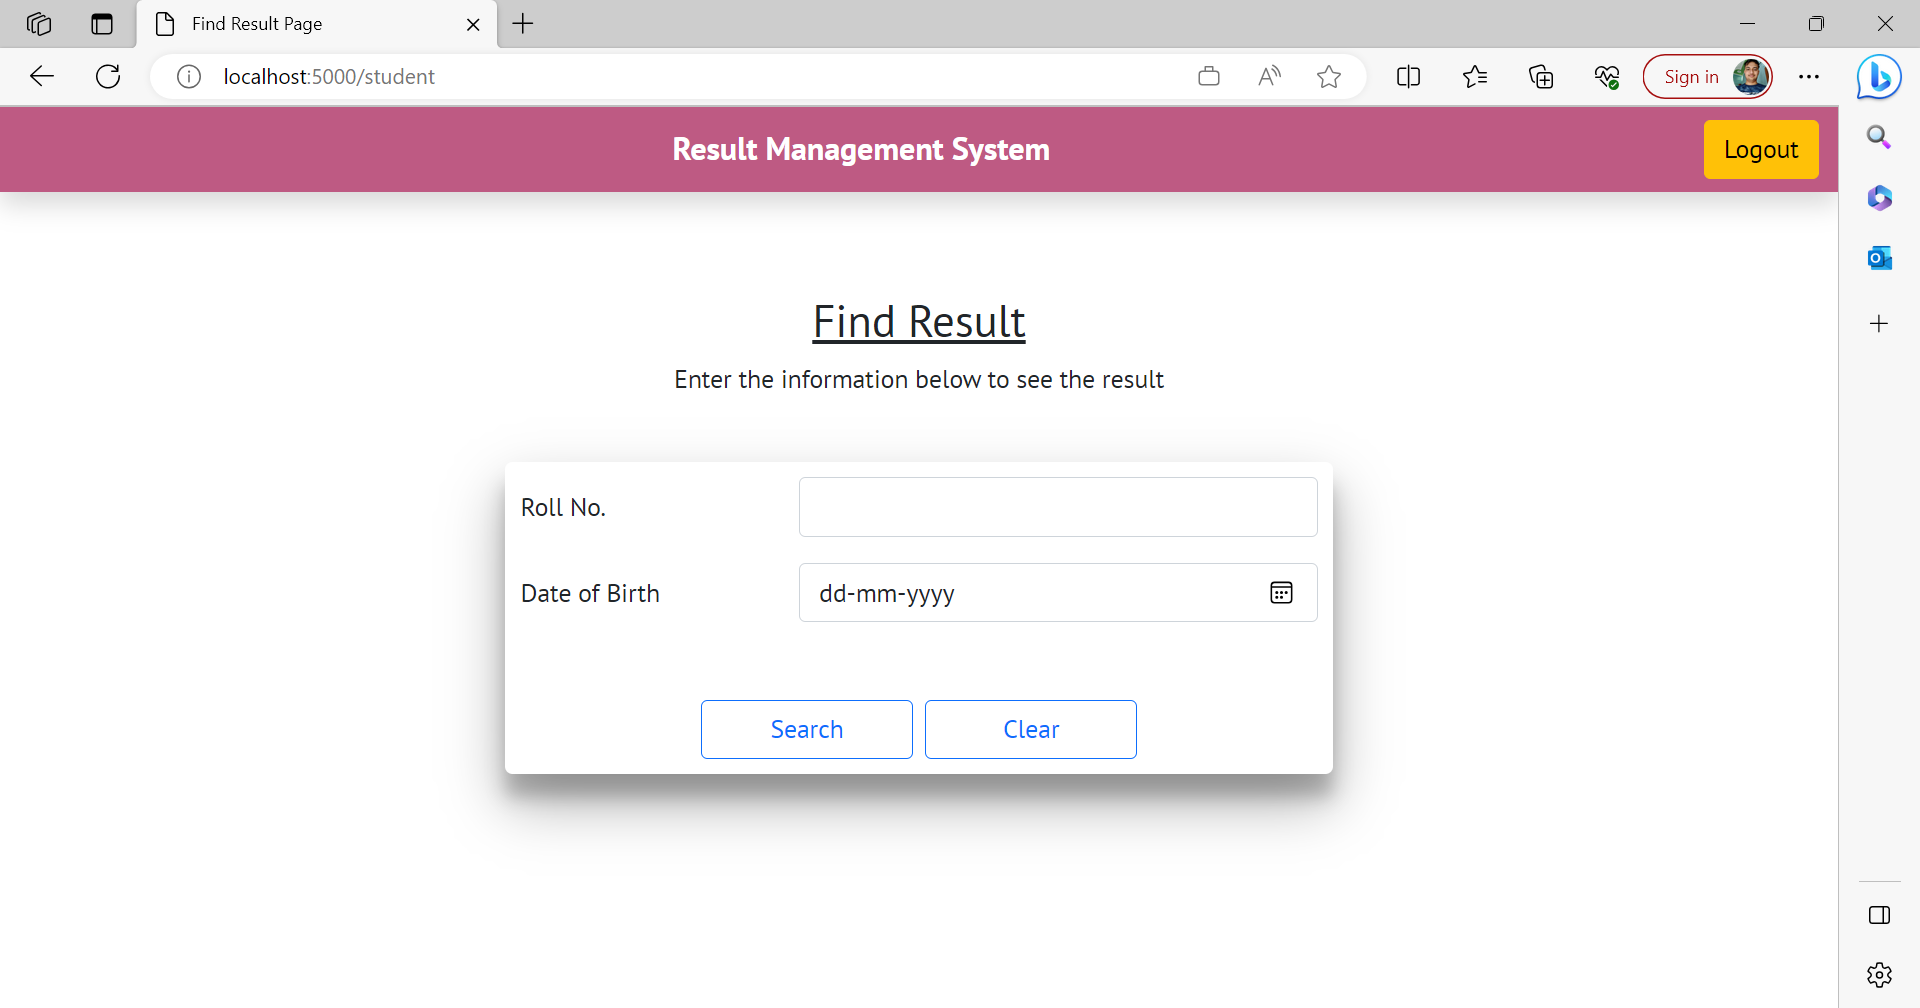 Find Result Page
localhost:5000/student
Sign in
Result Management System
Logout
Find Result
Enter the information below to see the result
Roll No.
Date of Birth
dd-mm-yyyy
Search
Clear